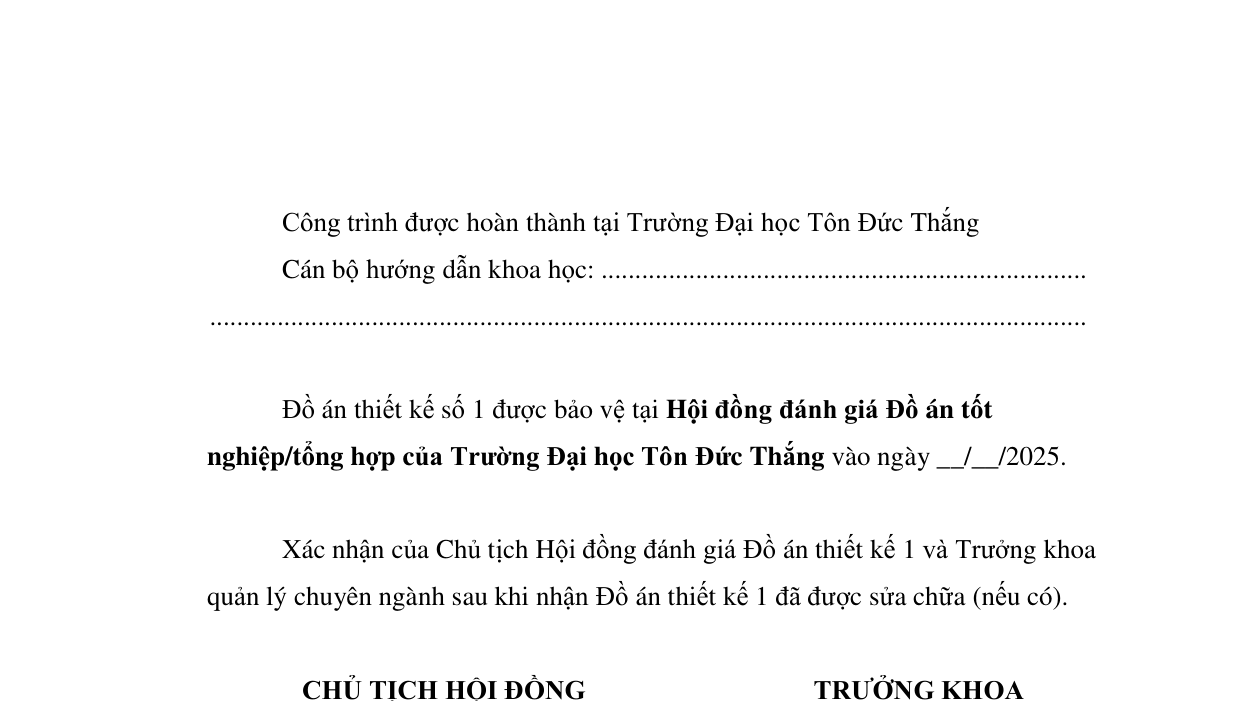 Công trình được hoàn thành tại Trường Đại học Tôn Đức Thắng
Cán bộ hướng dẫn khoa học: ........................................................................
..................................................................................................................................
Đồ án thiết kế số 1 được bảo vệ tại Hội đồng đánh giá Đồ án tốt
nghiệp/tổng hợp của Trường Đại học Tôn Đức Thắng vào ngày __/__/2025.
Xác nhận của Chủ tịch Hội đồng đánh giá Đồ án thiết kế 1 và Trưởng khoa
quản lý chuyên ngành sau khi nhận Đồ án thiết kế 1 đã được sửa chữa (nếu có).
CHỦ TỊCH HỘI ĐỒNG TRƯỞNG KHOA